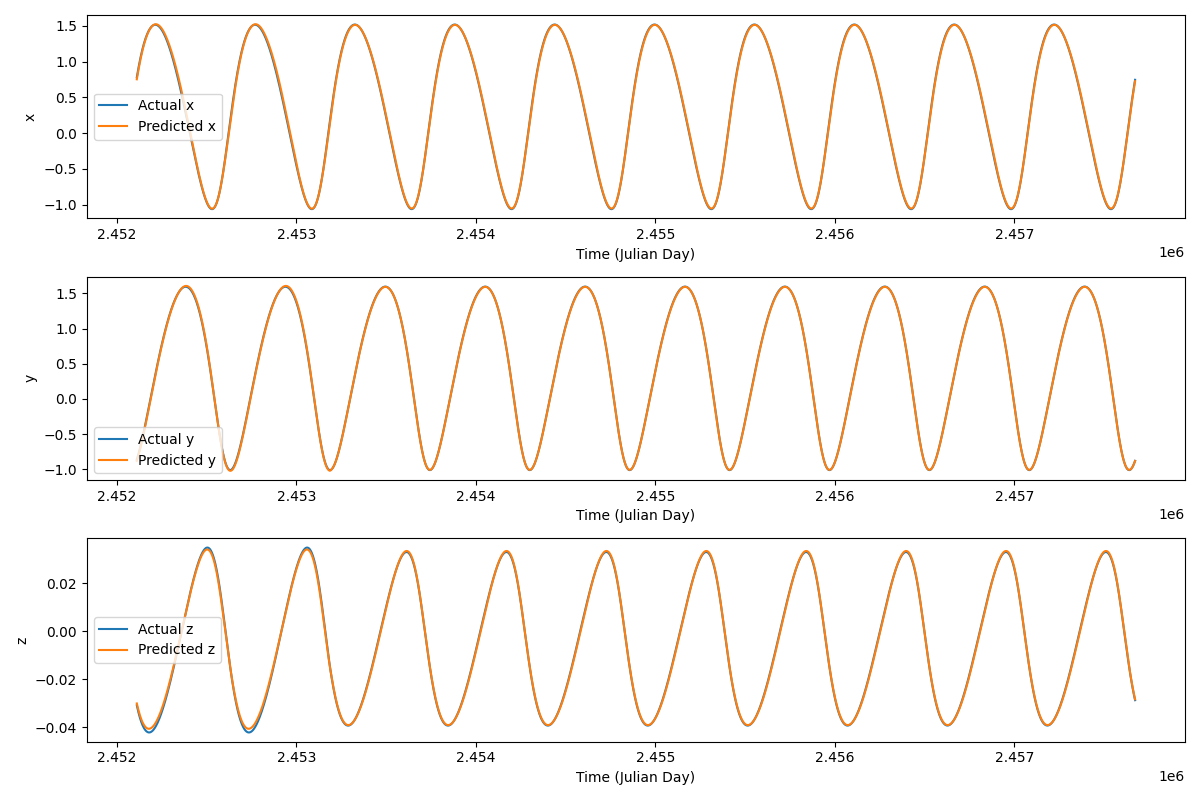 1.5
1.0
0.5
0.0
−0.5
−1.0
x
Actual x
Predicted x
2.452 2.453 2.454 2.455 2.456 2.457
Time (Julian Day)
1e6
1.5
1.0
0.5
0.0
−0.5
−1.0
y
Actual y
Predicted y
2.452 2.453 2.454 2.455 2.456 2.457
Time (Julian Day)
1e6
0.02
0.00
−0.02
−0.04
z
Actual z
Predicted z
2.452 2.453 2.454 2.455 2.456 2.457
Time (Julian Day)
1e6